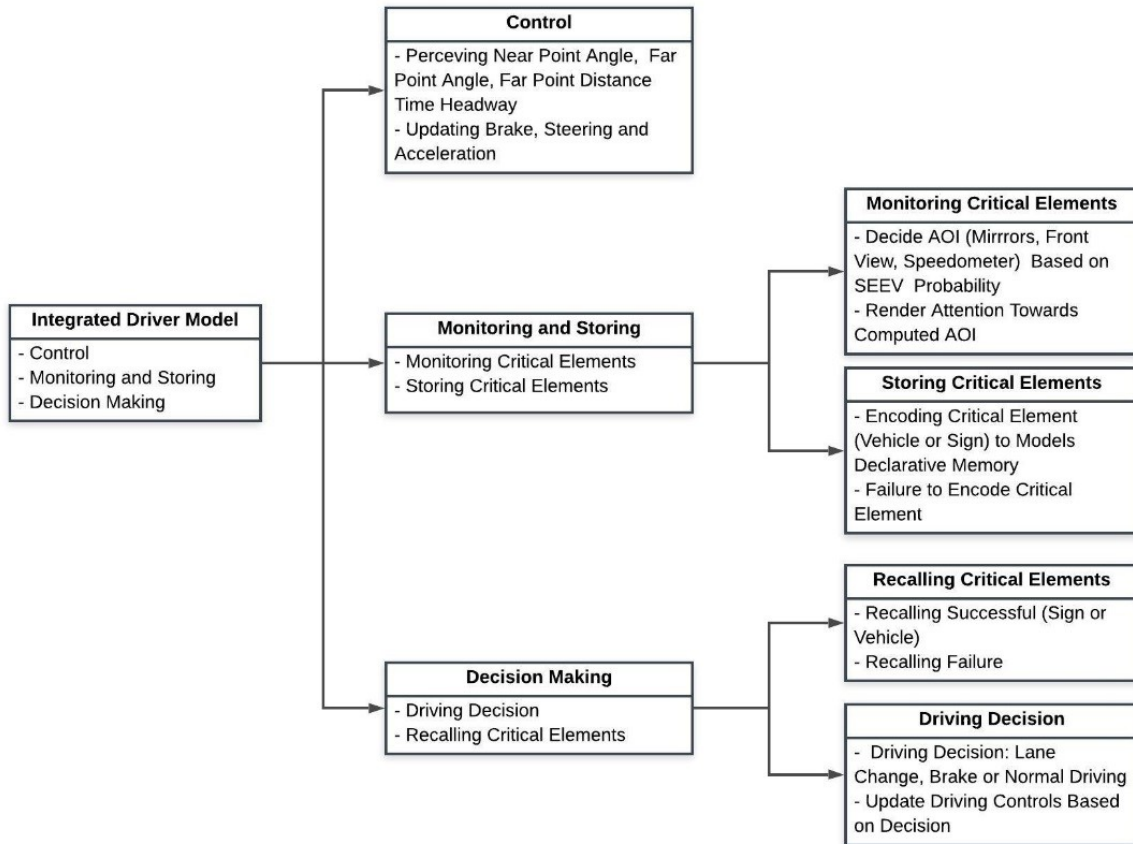 Control
- Perceving Near Point Angle, Far
Point Angle, Far Point Distance
Time Headway
- Updating Brake, Steering and
Acceleration
Monitoring Critical Elements
- Decide AOI (Mirrrors, Front
View, Speedometer) Based on
SEEV Probability
- Render Attention Towards
Computed AOI
Integrated Driver Model
- Control
- Monitoring and Storing
- Decision Making
Monitoring and Storing
- Monitoring Critical Elements
- Storing Critical Elements
Storing Critical Elements
- Encoding Critical Element
(Vehicle or Sign) to Models
Declarative Memory
- Failure to Encode Critical
Element
Recalling Critical Elements
- Recalling Successful (Sign or
Vehicle)
- Recalling Failure
Decision Making
- Driving Decision
- Recalling Critical Elements
Driving Decision
- Driving Decision: Lane
Change, Brake or Normal Driving
- Update Driving Controls Based
on Decision